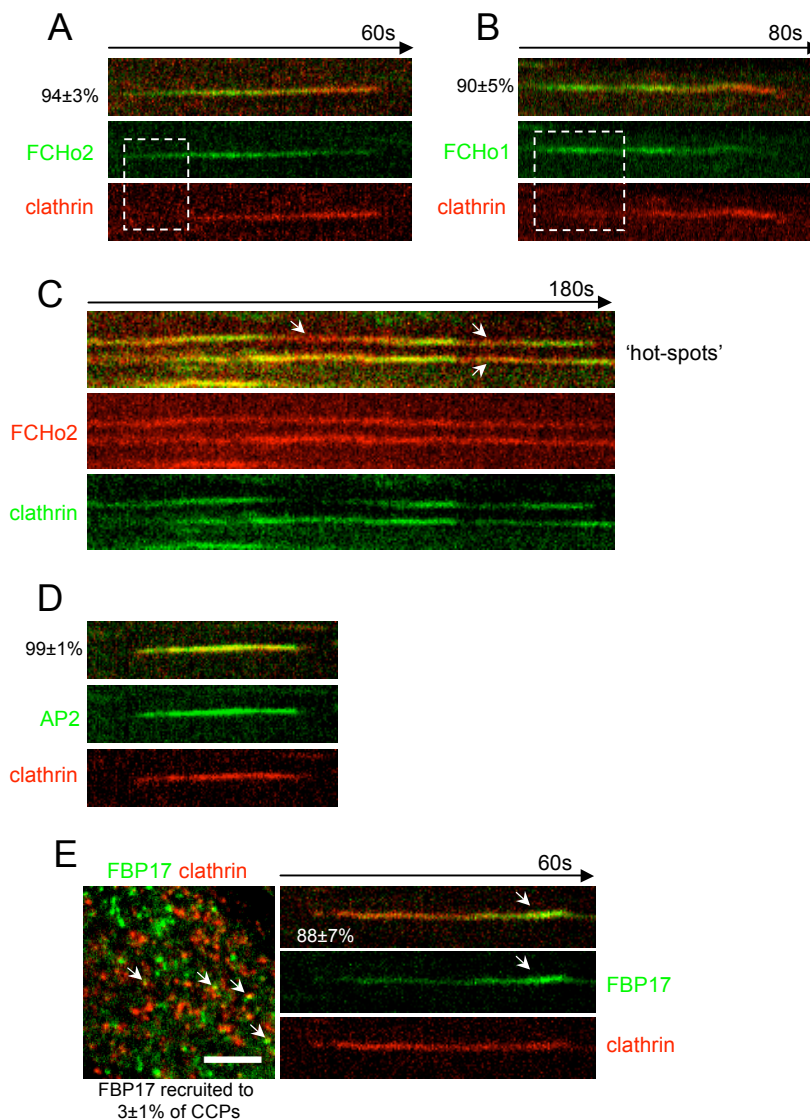 A
60s
94±3%
FCHo2
clathrin
B
80s
90±5%
FCHo1
clathrin
C
180s
'hot-spots'
FCHo2
clathrin
D
99±1%
AP2
clathrin
E
FBP17 clathrin
60s
88±7%
FBP17
clathrin
FBP17 recruited to
3±1% of CCPs